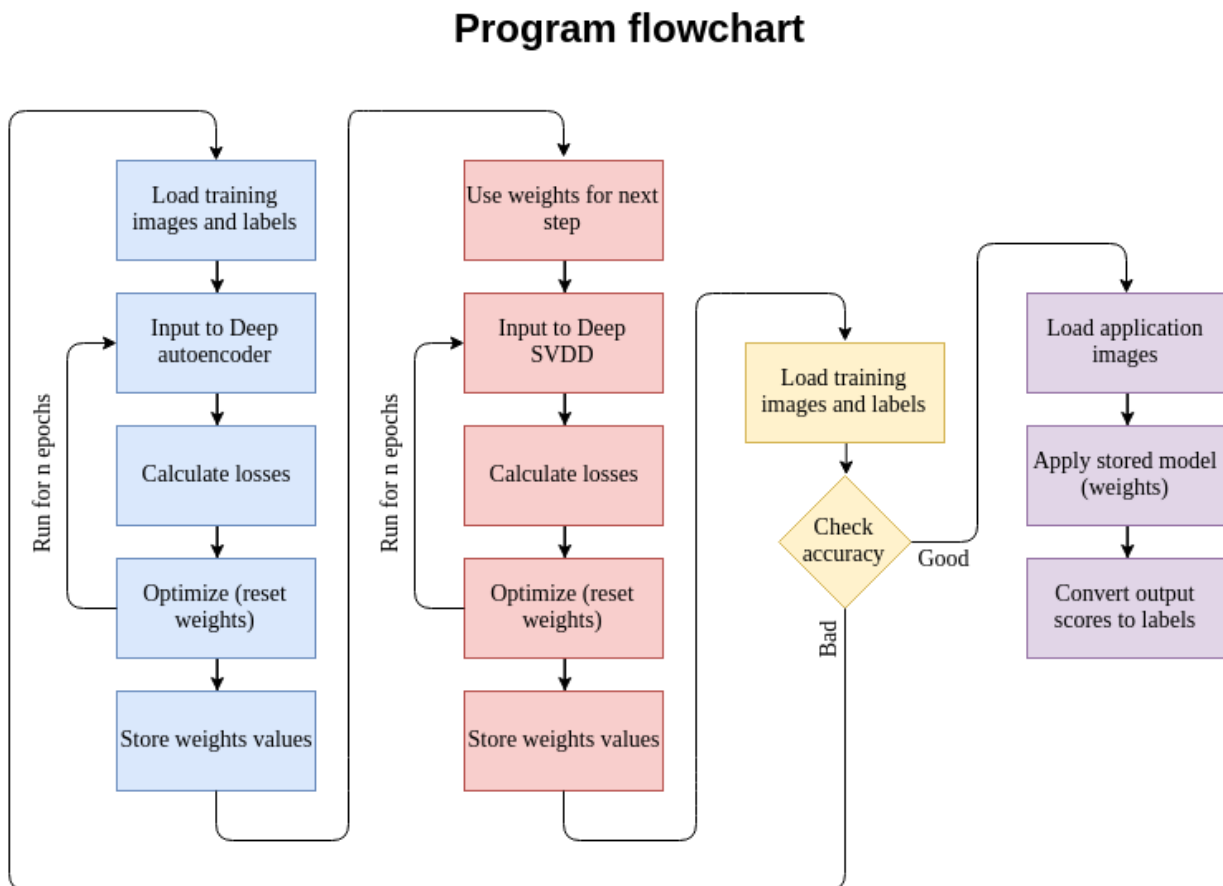 Program flowchart
Load training
images and labels
Input to Deep
autoencoder
Run for n epochs
Calculate losses
Optimize (reset
weights)
Store weights values
Use weights for next
step
Input to Deep
SVDD
Run for n epochs
Calculate losses
Optimize (reset
weights)
Store weights values
Load training
images and labels
Check
accuracy
Good
Bad
Load application
images
Apply stored model
(weights)
Convert output
scores to labels